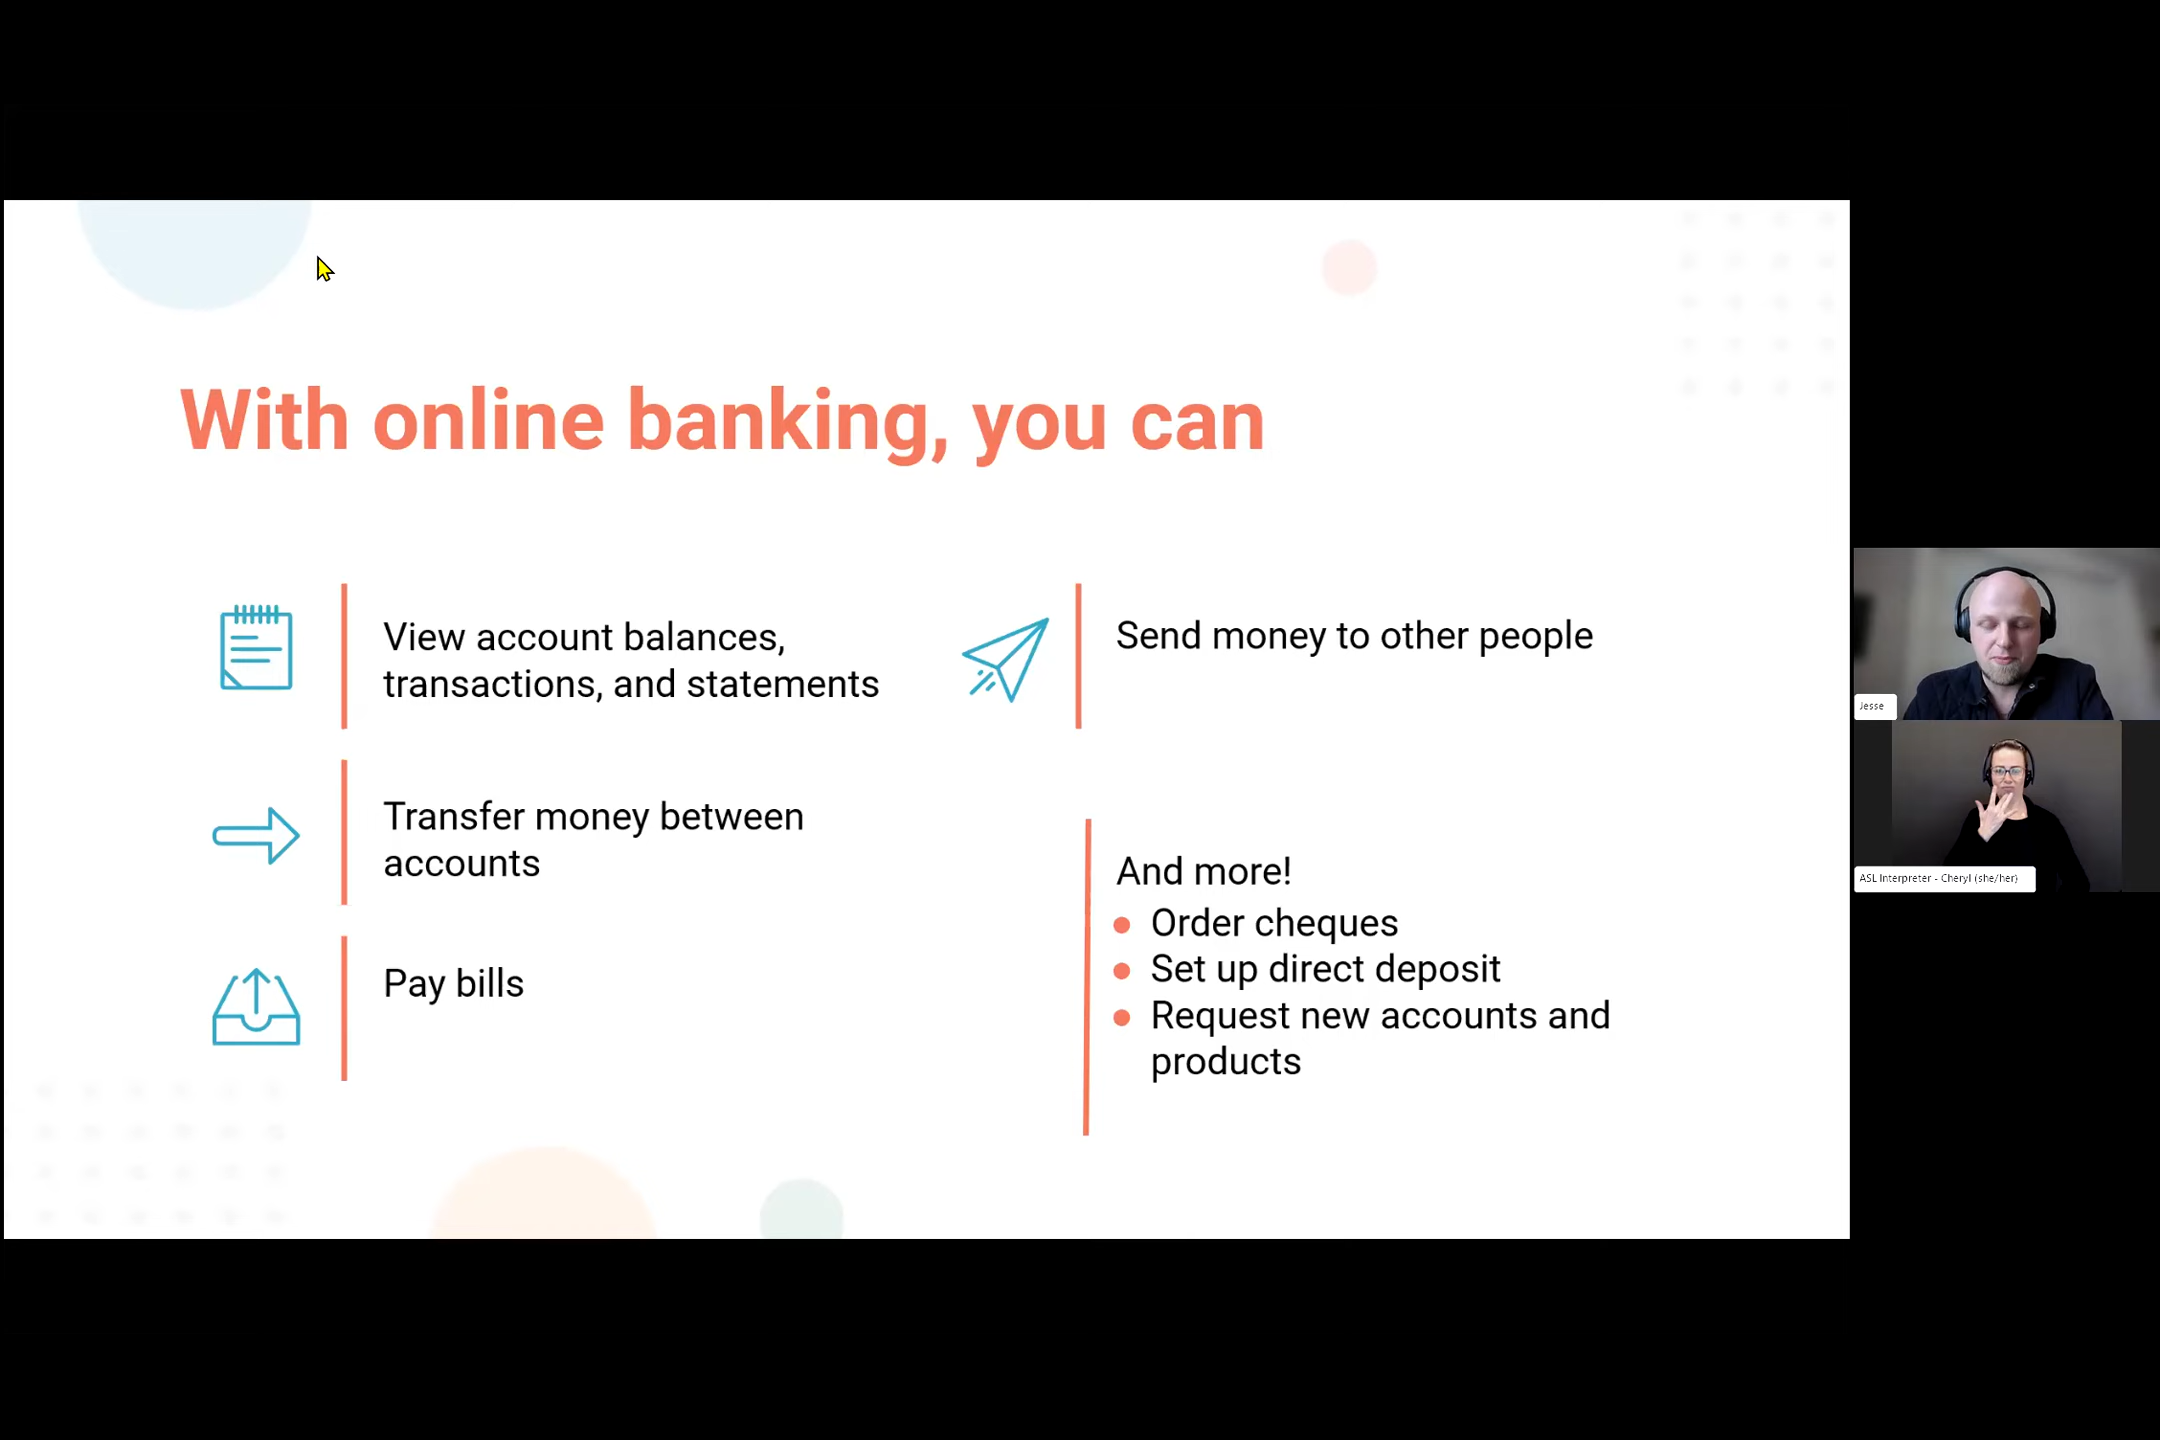 With online banking, you can
View account balances,
transactions, and statements
Transfer money between
accounts
Pay bills
Send money to other people
And more!
● Order cheques
● Set up direct deposit
● Request new accounts and
products
Jesse
ASL Interpreter - Cheryl (she/her)